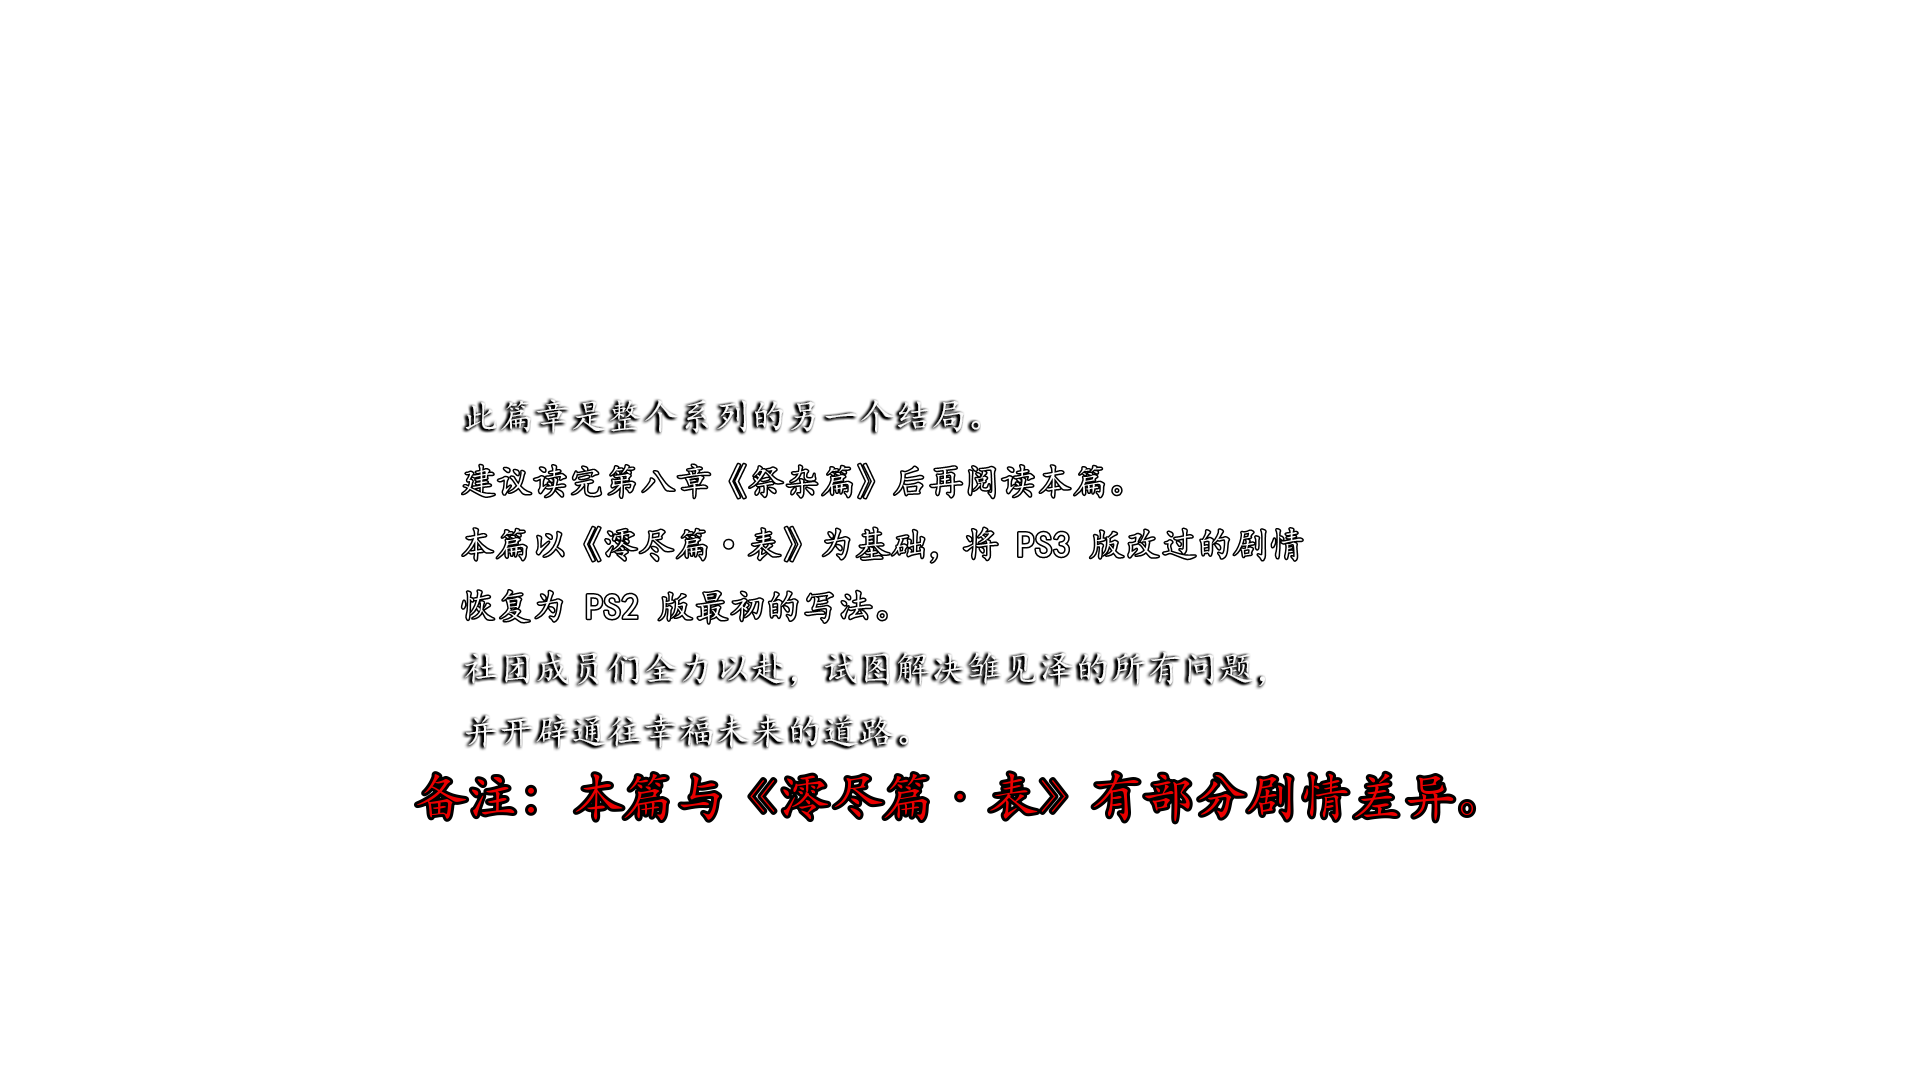 此篇章是整个系列的另一个结局。
建议读完第八章《祭杂篇》后再阅读本篇。
本篇以《澪尽篇·表》为基础，将 PS3 版改过的剧情
恢复为 PS2 版最初的写法。
社团成员们全力以赴，试图解决雏见泽的所有问题，
并开辟通往幸福未来的道路。
备注：本篇与《澪尽篇·表》有部分剧情差异。